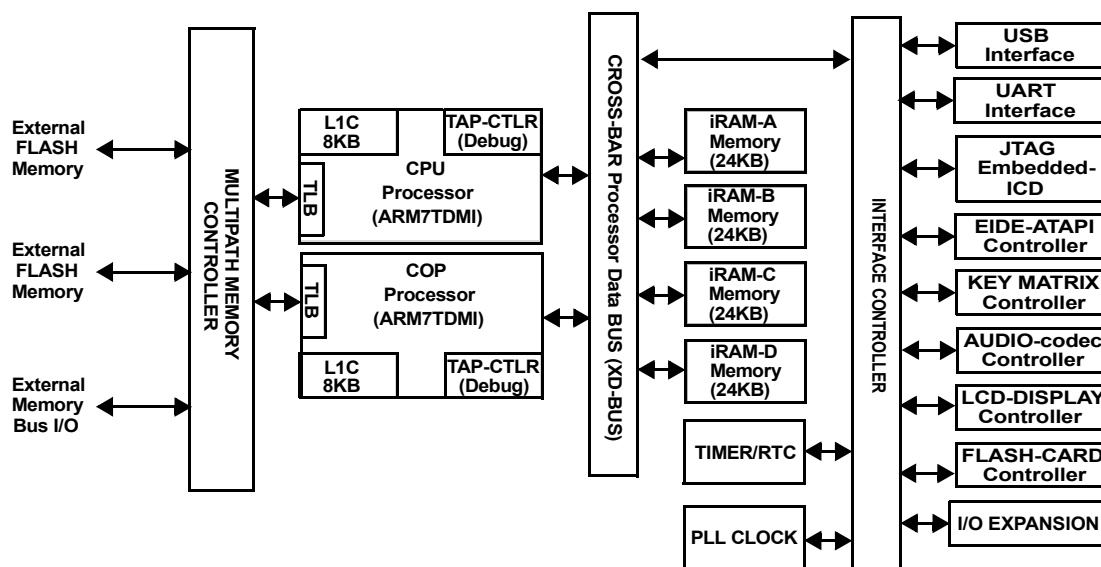 External
FLASH
Memory
External
FLASH
Memory
External
Memory
Bus I/O
MULTIPATH MEMORY
CONTROLLER
L1C
8KB
TAP-CTLR
(Debug)
CPU
Processor
(ARM7TDMI)
TLB
COP
Processor
(ARM7TDMI)
TLB
L1C
8KB
TAP-CTLR
(Debug)
CROSS-BAR Processor Data BUS (XD-BUS)
iRAM-A
Memory
(24KB)
iRAM-B
Memory
(24KB)
iRAM-C
Memory
(24KB)
iRAM-D
Memory
(24KB)
TIMER/RTC
PLL CLOCK
INTERFACE CONTROLLER
USB
Interface
UART
Interface
JTAG
Embedded-
ICD
EIDE-ATAPI
Controller
KEY MATRIX
Controller
AUDIO-codec
Controller
LCD-DISPLAY
Controller
FLASH-CARD
Controller
I/O EXPANSION